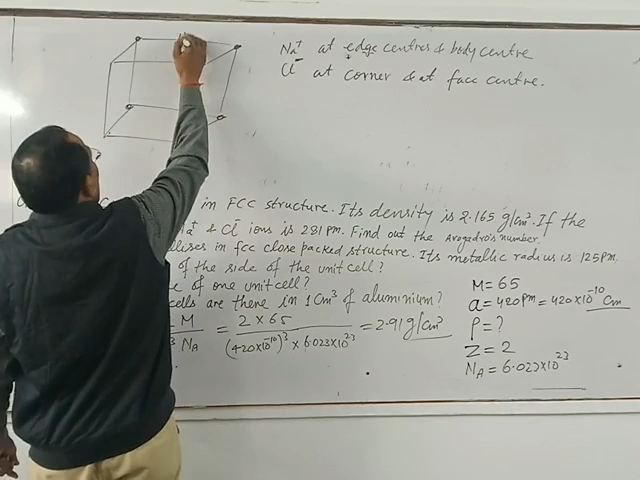 Na⁺ at edge centres & body centre
Cl⁻ at corner & at face centre.
in FCC structure. Its density is 2.165 g/cm³. If the
& Cl⁻ ions is 281 pm. Find out the Avogadro's number.
in fcc close packed structure. Its metallic radius is 125 pm.
of the side of the unit cell?
of one unit cell?
cells are there in 1 cm³ of aluminium?
M = 65
a = 420 pm = 420×10⁻¹⁰ cm
ρ = ?
Z = 2
N_A = 6.023×10²³
M / N_A = 2 × 65 / (420×10⁻¹⁰)³ × 6.023×10²³ = 2.91 g/cm³